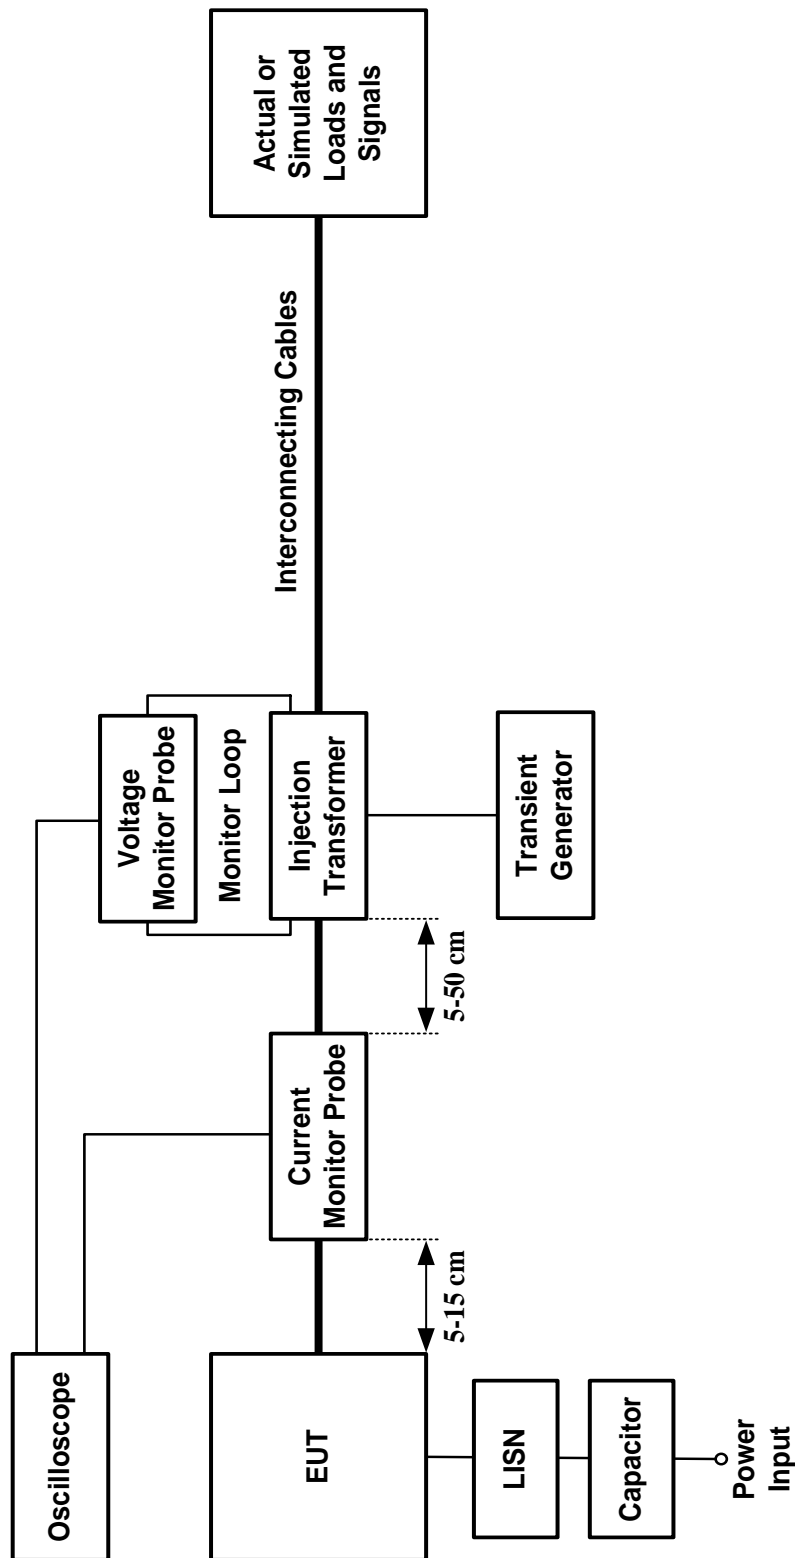 Oscilloscope
Voltage
Monitor Probe
Monitor Loop
EUT
5-15 cm
Current
Monitor Probe
5-50 cm
Injection
Transformer
Interconnecting Cables
Actual or
Simulated
Loads and
Signals
LISN
Capacitor
Power
Input
Transient
Generator